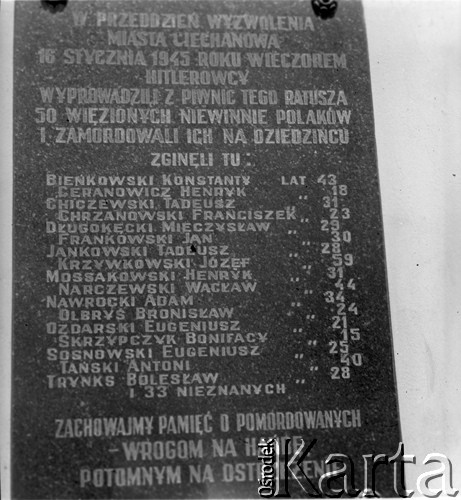 W PRZEDDZIEŃ WYZWOLENIA
MIASTA CIECHANOWA
16 STYCZNIA 1945 ROKU WIECZOREM
HITLEROWCY
WYPROWADZILI Z PIWNIC TEGO RATUSZA
50 WIĘZIONYCH NIEWINNIE POLAKÓW
I ZAMORDOWALI ICH NA DZIEDZIŃCU
ZGINĘLI TU:
BIEŃKOWSKI KONSTANTY LAT 43
CERANOWICZ HENRYK „ 18
CHICZEWSKI TADEUSZ „ 31
CHRZANOWSKI FRANCISZEK „ 23
DŁUGOKĘCKI MIECZYSŁAW „ 29
FRANKOWSKI JAN „ 30
JANKOWSKI TADEUSZ „ 28
KRZYWKOWSKI JÓZEF „ 59
MOSSAKOWSKI HENRYK „ 31
NARCZEWSKI WACŁAW „ 44
NAWROCKI ADAM „ 34
OLBRYŚ BRONISŁAW „ 24
OZDARSKI EUGENIUSZ „ 21
SKRZYPCZYK BONIFACY „ 15
SOSNOWSKI EUGENIUSZ „ 25
TAŃSKI ANTONI „ 40
TRYNKS BOLESŁAW „ 28
I 33 NIEZNANYCH
ZACHOWAJMY PAMIĘĆ O POMORDOWANYCH
- WROGOM NA HAŃBĘ
POTOMNYM NA OSTRZEŻENIE
Ośrodek Karta